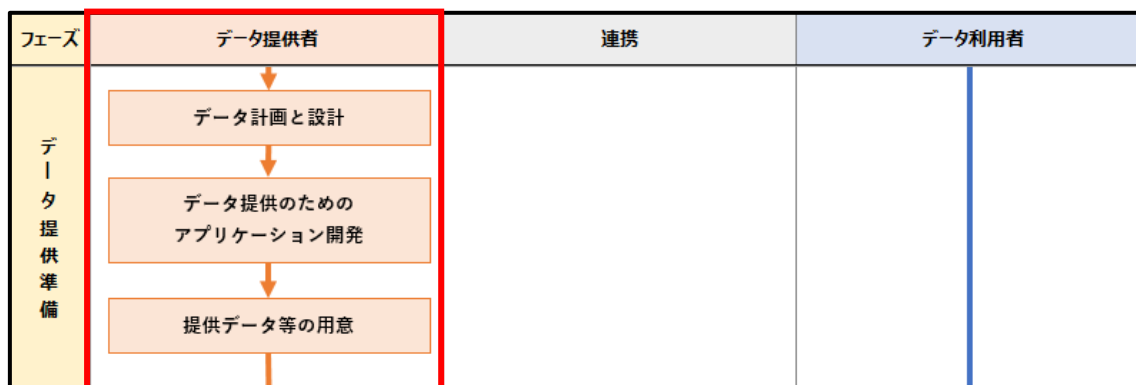 フェーズ
データ提供者
連携
データ利用者
データ提供準備
データ計画と設計
データ提供のための
アプリケーション開発
提供データ等の用意